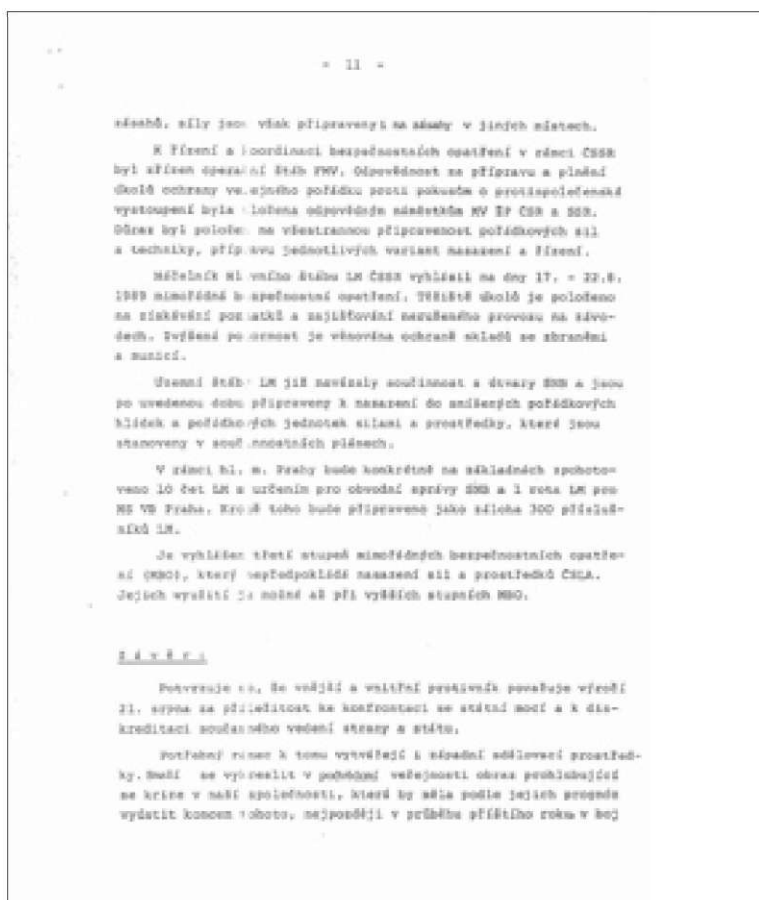 - 11 -
zásahů, síly jsou však připraveny na zásahy v jiných místech.
K řízení a koordinaci bezpečnostních opatření v rámci ČSSR
byl zřízen operační štáb FMV. Odpovědnost za přípravu a plnění
úkolů ochrany veřejného pořádku proti pokusům o protispolečenská
vystoupení byla uložena odpovědným náměstkům MV ŽP ČSR a SSR.
Důraz byl položen na všestrannou připravenost pořádkových sil
a techniky, přípravu jednotlivých variant nasazení a řízení.
Náčelník Hlavního štábu LM ČSSR vyhlásil na dny 17. - 22.8.
1989 mimořádná bezpečnostní opatření. Těžiště úkolů je položeno
na získávání poznatků a zajišťování nerušeného provozu na závo-
dech. Zvýšená pozornost je věnována ochraně skladů se zbraněmi
a municí.
Územní štáby LM již navázaly součinnost s útvary SNB a jsou
po uvedenou dobu připraveny k nasazení do smíšených pořádkových
hlídek a pořádkových jednotek silami a prostředky, které jsou
stanoveny v součinnostních plánech.
V rámci hl. m. Prahy bude konkrétně na základnách spohoto-
veno 10 čet LM s určením pro obvodní správy SNB a 1 rota LM pro
MS VB Praha. Kromě toho bude připraveno jako záloha 300 přísluš-
níků LM.
Je vyhlášen třetí stupeň mimořádných bezpečnostních opatře-
ní (MBO), který nepředpokládá nasazení sil a prostředků ČSLA.
Jejich využití je možné až při vyšších stupních MBO.
Z á v ě r :
Potvrzuje se, že vnější a vnitřní protivník považuje výročí
21. srpna za příležitost ke konfrontaci se státní mocí a k dis-
kreditaci současného vedení strany a státu.
Potřebný rámec k tomu vytvářejí i západní sdělovací prostřed-
ky. Snaží se vykreslit v podvědomí veřejnosti obraz prohlubující
se krize v naší společnosti, která by měla podle jejich prognóz
vyústit koncem tohoto, nejpozději v průběhu příštího roku v boj